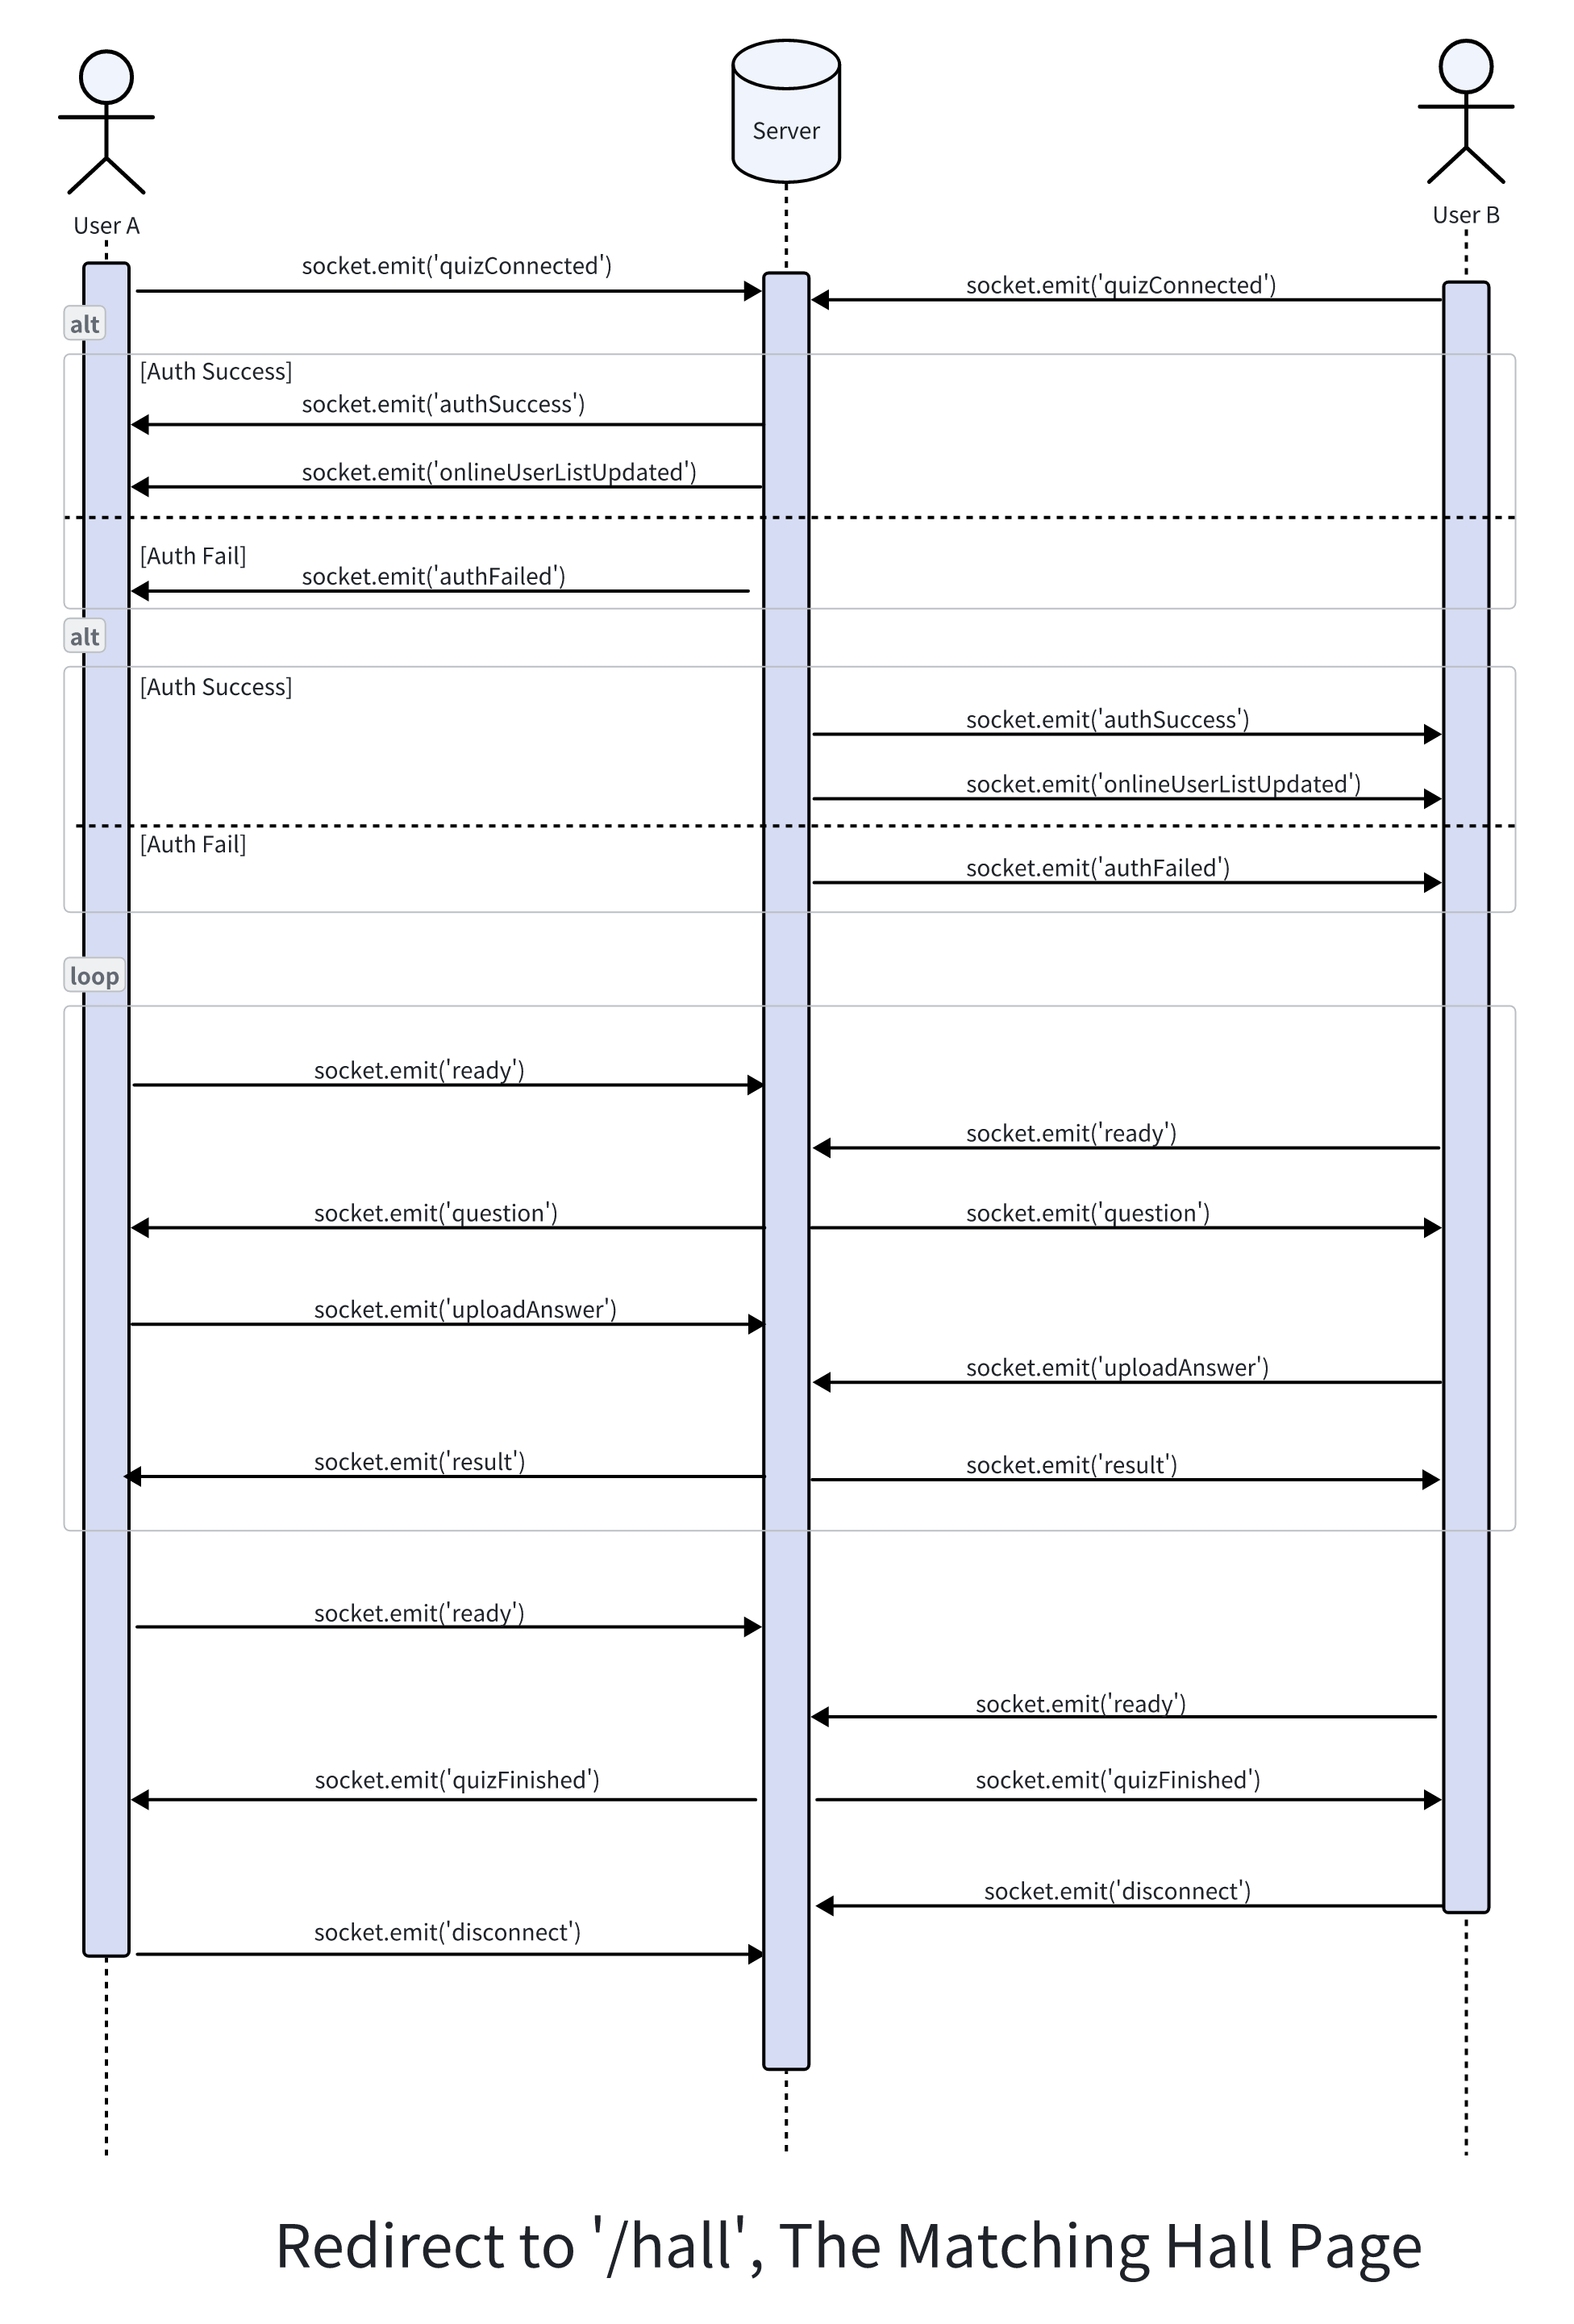 Server
User A
User B
socket.emit('quizConnected')
socket.emit('quizConnected')
alt
[Auth Success]
socket.emit('authSuccess')
socket.emit('onlineUserListUpdated')
[Auth Fail]
socket.emit('authFailed')
alt
[Auth Success]
socket.emit('authSuccess')
socket.emit('onlineUserListUpdated')
[Auth Fail]
socket.emit('authFailed')
loop
socket.emit('ready')
socket.emit('ready')
socket.emit('question')
socket.emit('question')
socket.emit('uploadAnswer')
socket.emit('uploadAnswer')
socket.emit('result')
socket.emit('result')
socket.emit('ready')
socket.emit('ready')
socket.emit('quizFinished')
socket.emit('quizFinished')
socket.emit('disconnect')
socket.emit('disconnect')
Redirect to '/hall', The Matching Hall Page